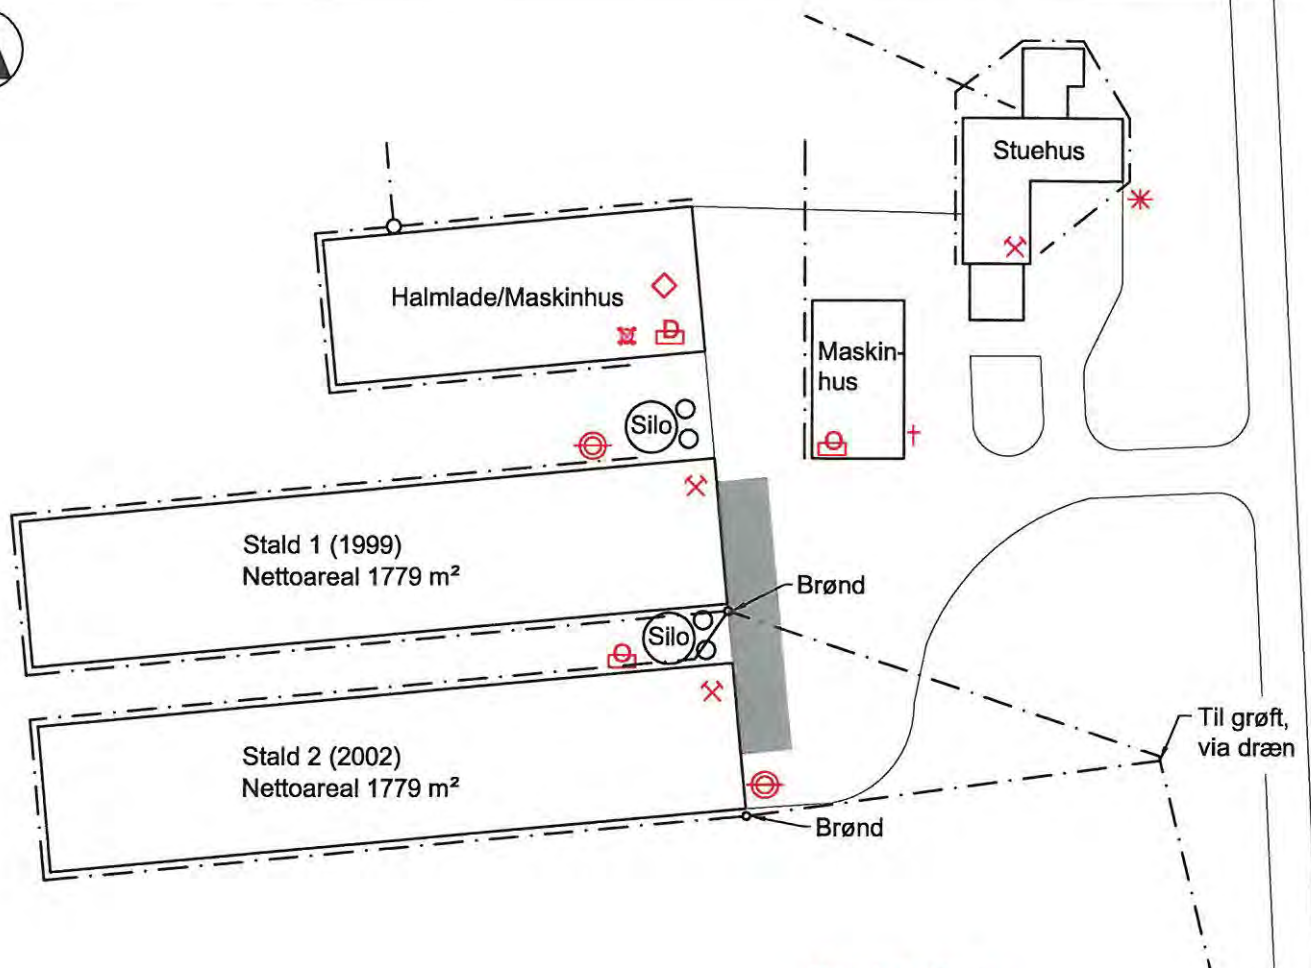 Stuehus
Halmlade/Maskinhus
D
Maskin-
hus
O
Silo
Stald 1 (1999)
Nettoareal 1779 m²
Brønd
Silo
O
Til grøft,
via dræn
Stald 2 (2002)
Nettoareal 1779 m²
Brønd